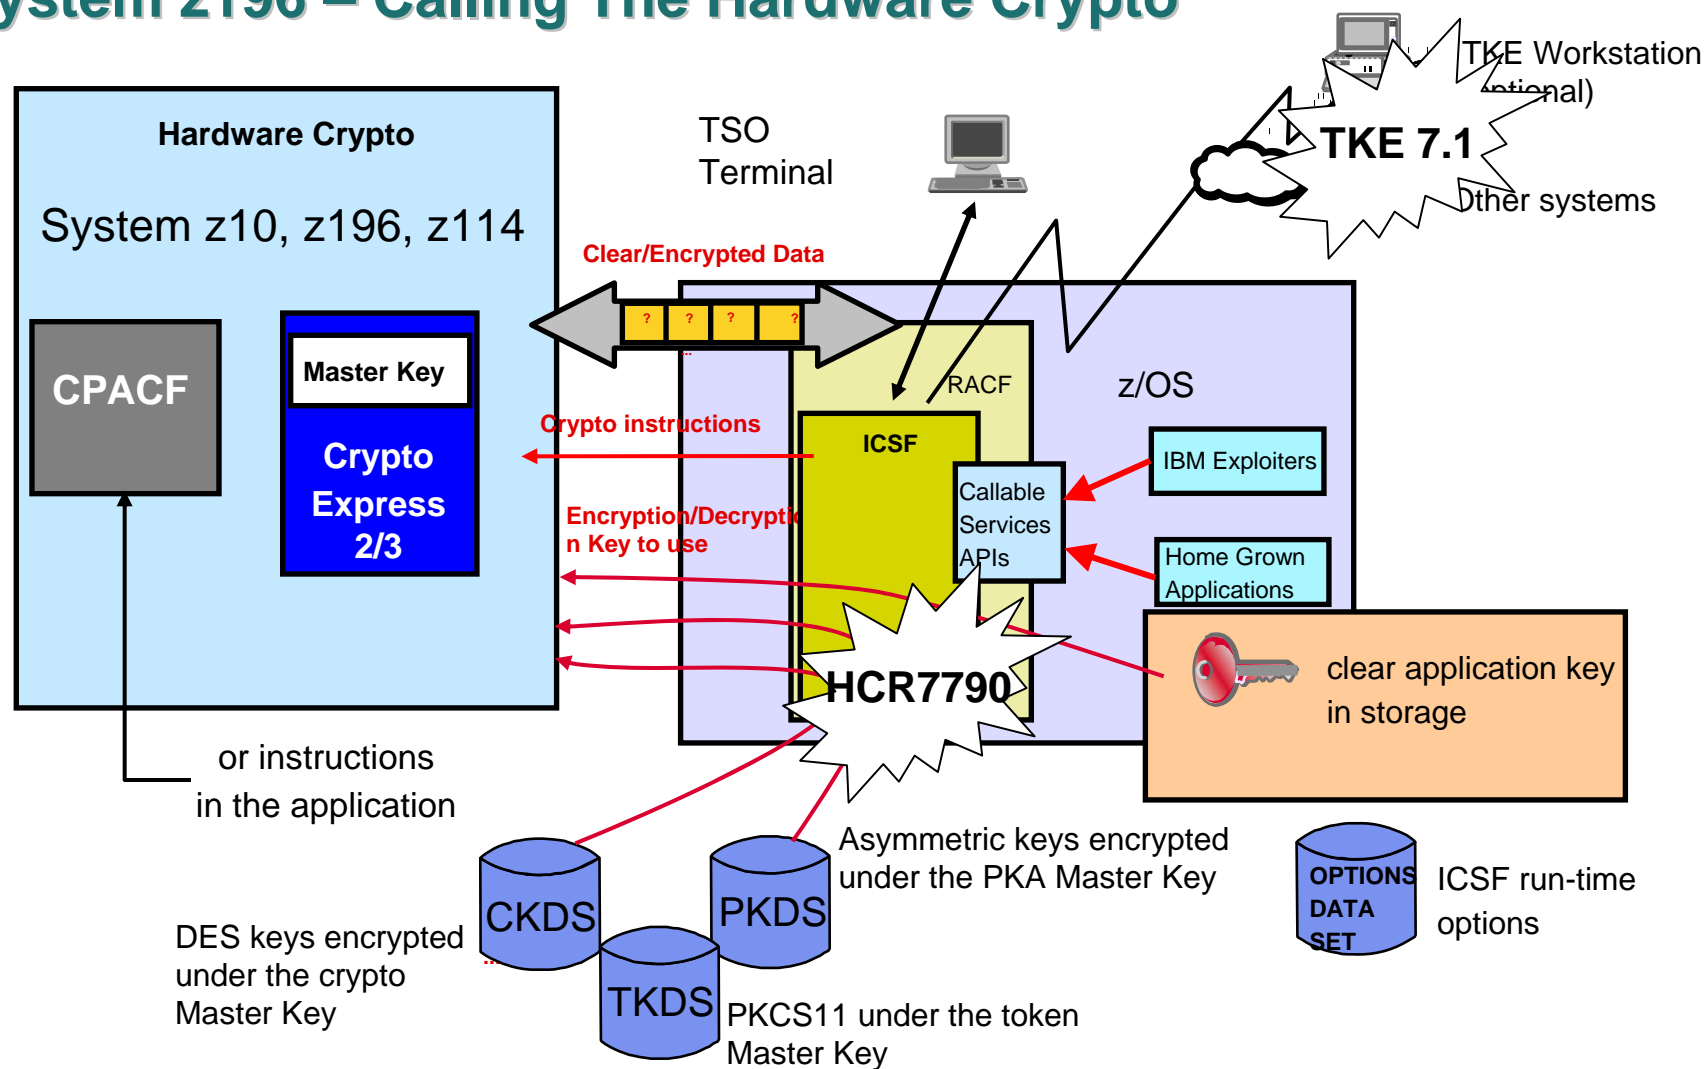 ystem z196 – Calling The Hardware Crypto
TKE Workstation
ptional)
TKE 7.1
Other systems
Hardware Crypto
System z10, z196, z114
TSO
Terminal
Clear/Encrypted Data
? ? ? ?
...
CPACF
Master Key
Crypto
Express
2/3
RACF
z/OS
Crypto instructions
ICSF
IBM Exploiters
Callable
Services
APIs
Encryption/Decryptio
n Key to use
Home Grown
Applications
HCR7790
clear application key
in storage
or instructions
in the application
Asymmetric keys encrypted
under the PKA Master Key
OPTIONS
DATA
SET
ICSF run-time
options
CKDS
PKDS
DES keys encrypted
under the crypto
Master Key
...
TKDS
PKCS11 under the token
Master Key